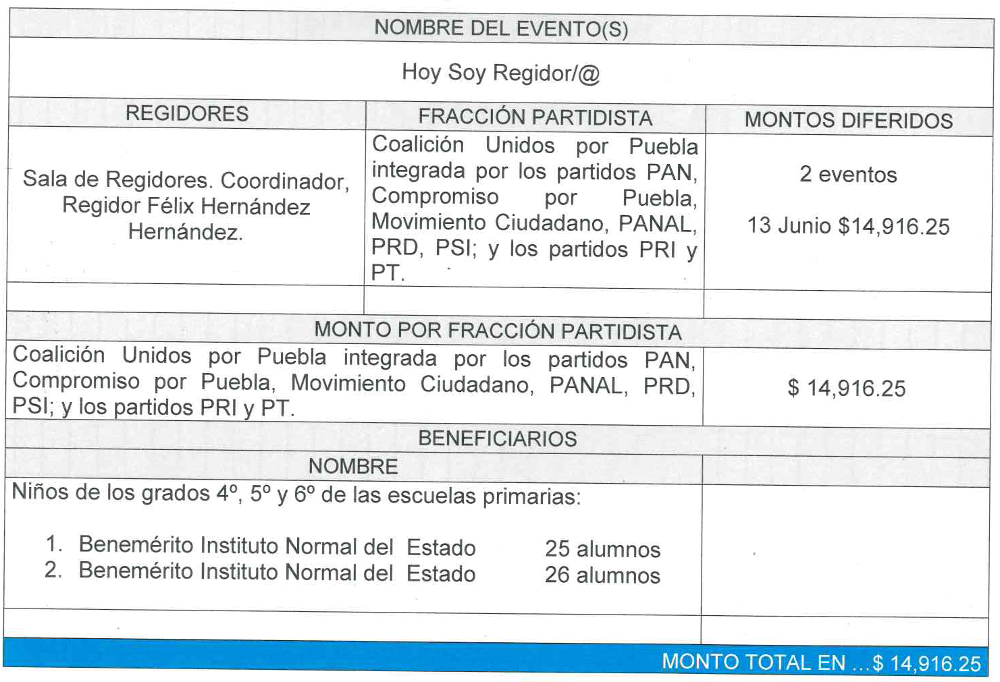 NOMBRE DEL EVENTO(S)
Hoy Soy Regidor/@
REGIDORES
FRACCIÓN PARTIDISTA
MONTOS DIFERIDOS
Sala de Regidores. Coordinador,
Regidor Félix Hernández
Hernández.
Coalición Unidos por Puebla
integrada por los partidos PAN,
Compromiso por Puebla,
Movimiento Ciudadano, PANAL,
PRD, PSI; y los partidos PRI y
PT.
2 eventos
13 Junio $14,916.25
MONTO POR FRACCIÓN PARTIDISTA
Coalición Unidos por Puebla integrada por los partidos PAN,
Compromiso por Puebla, Movimiento Ciudadano, PANAL, PRD,
PSI; y los partidos PRI y PT.
$ 14,916.25
BENEFICIARIOS
NOMBRE
Niños de los grados 4º, 5º y 6º de las escuelas primarias:
1. Benemérito Instituto Normal del Estado 25 alumnos
2. Benemérito Instituto Normal del Estado 26 alumnos
MONTO TOTAL EN ...$ 14,916.25